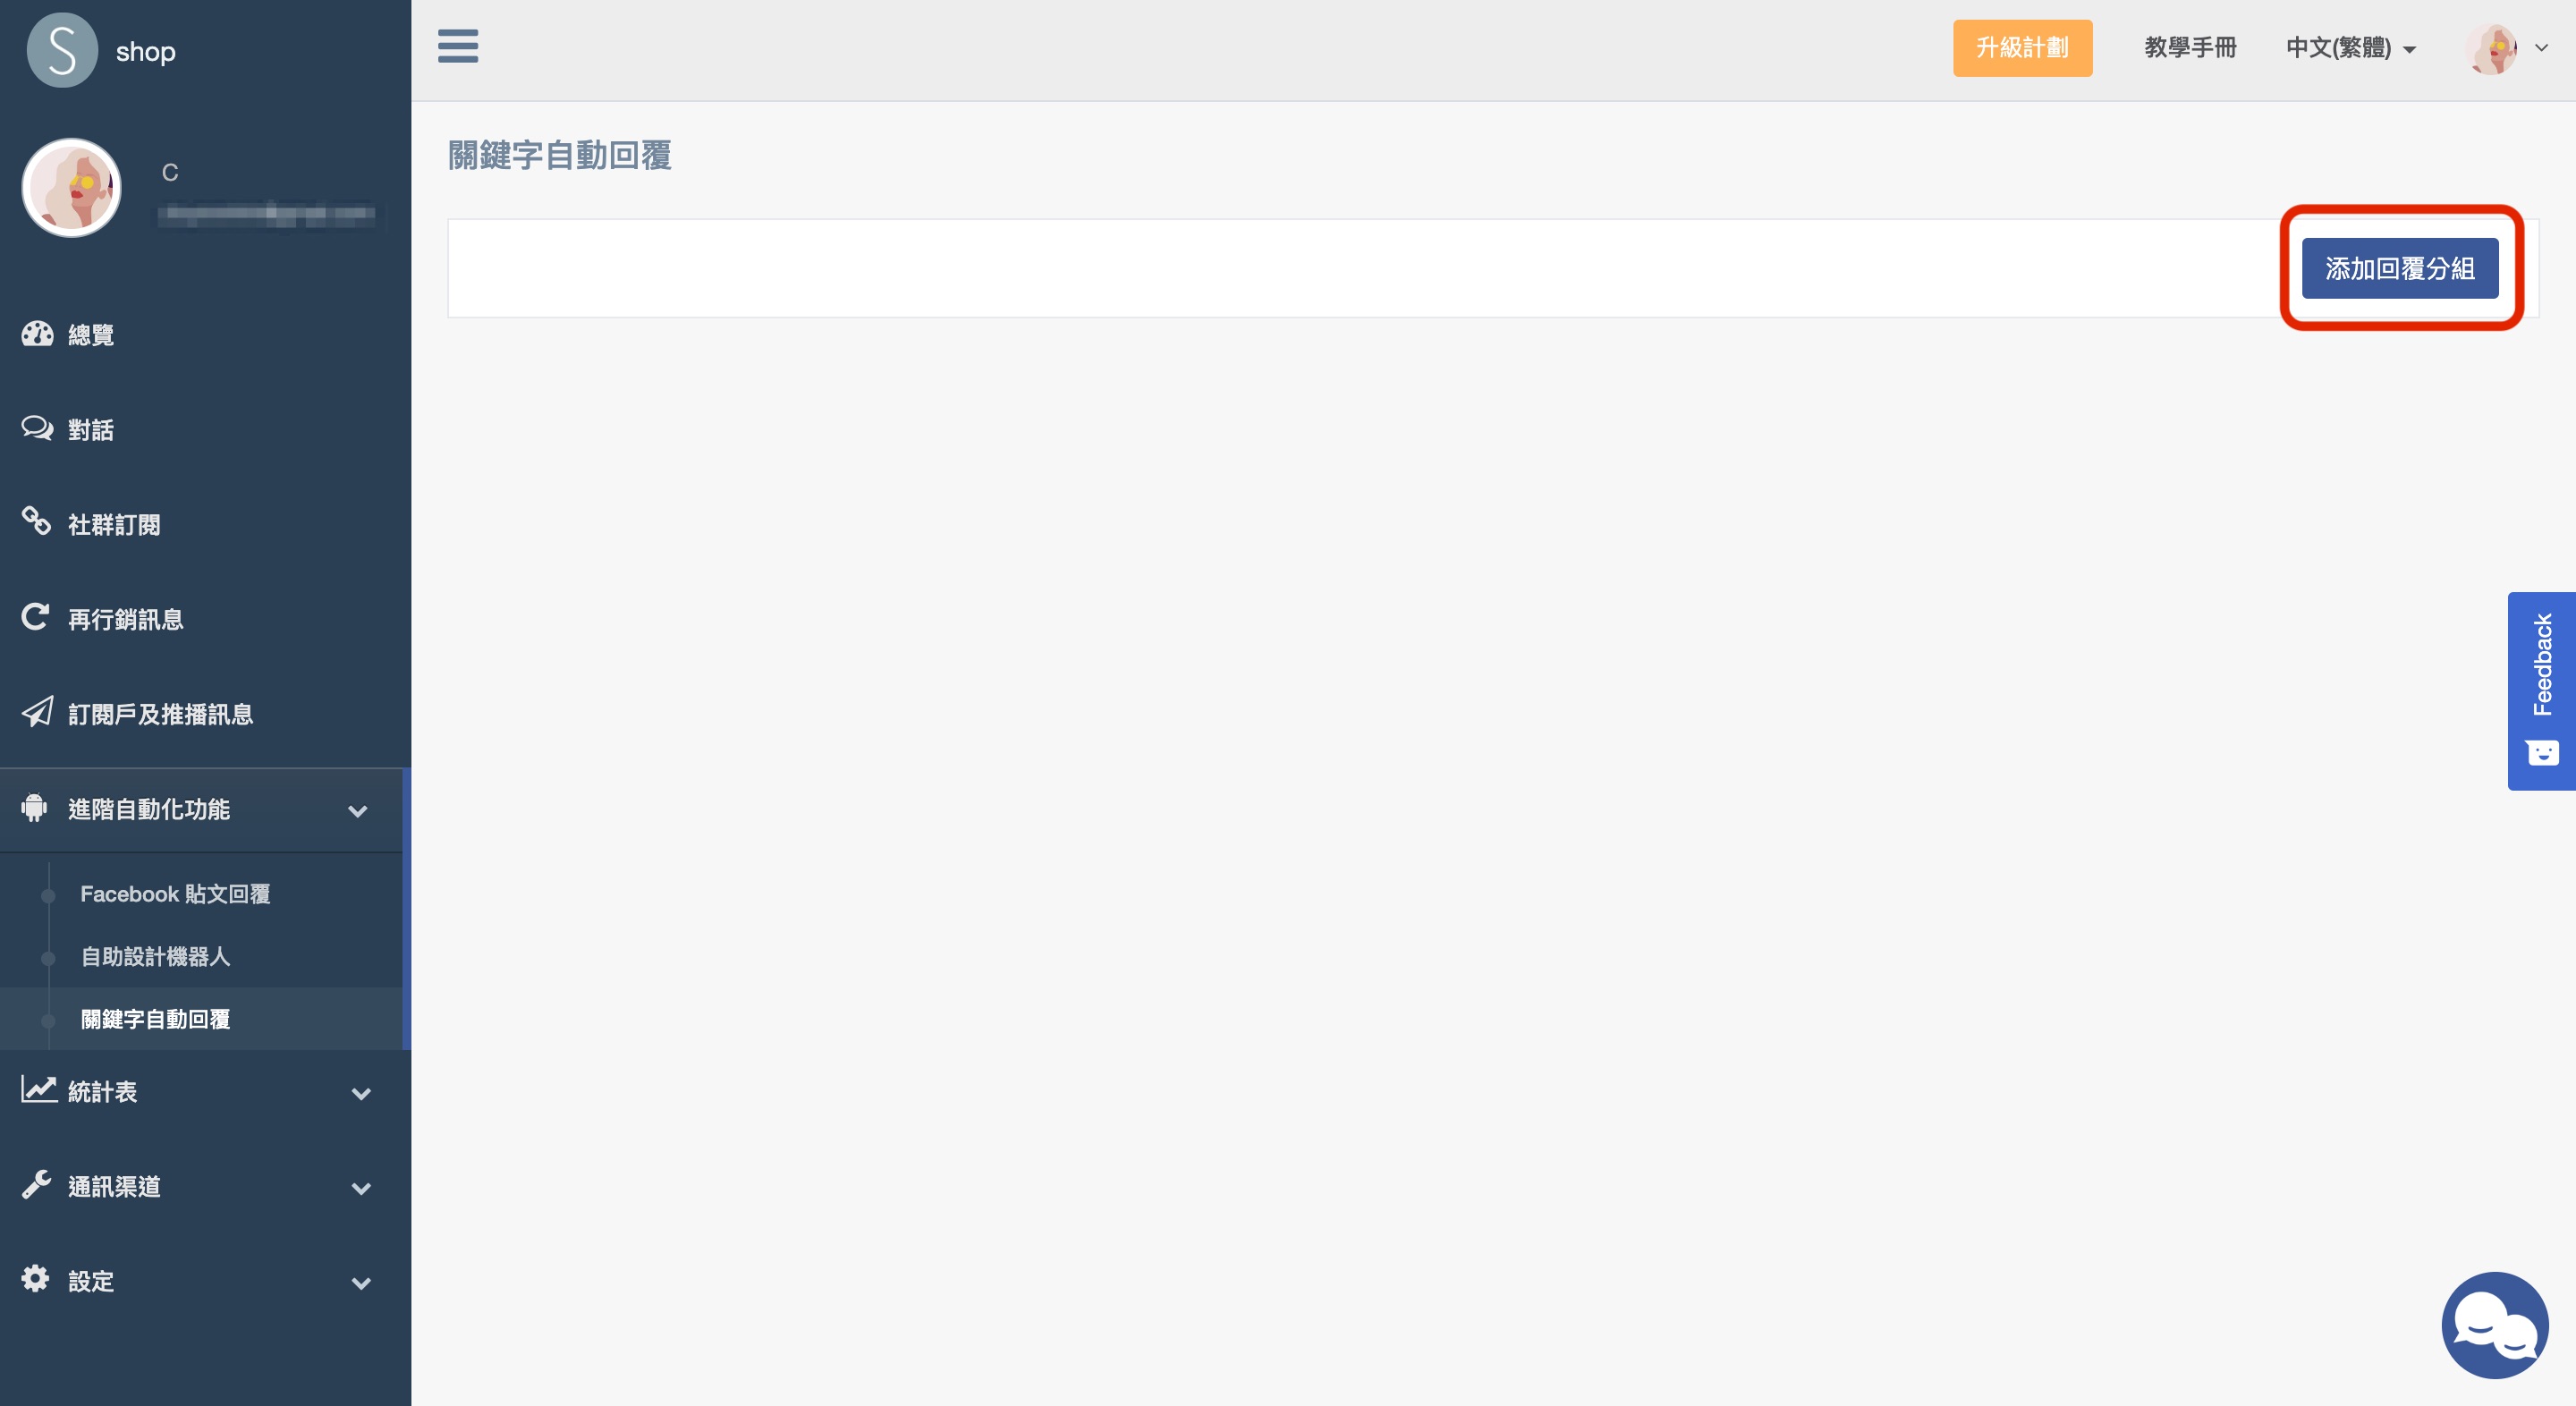 S shop
升級計劃 教學手冊 中文(繁體)
C
關鍵字自動回覆
添加回覆分組
總覽
對話
社群訂閱
再行銷訊息
訂閱戶及推播訊息
進階自動化功能
Facebook 貼文回覆
自助設計機器人
關鍵字自動回覆
統計表
通訊渠道
設定
Feedback